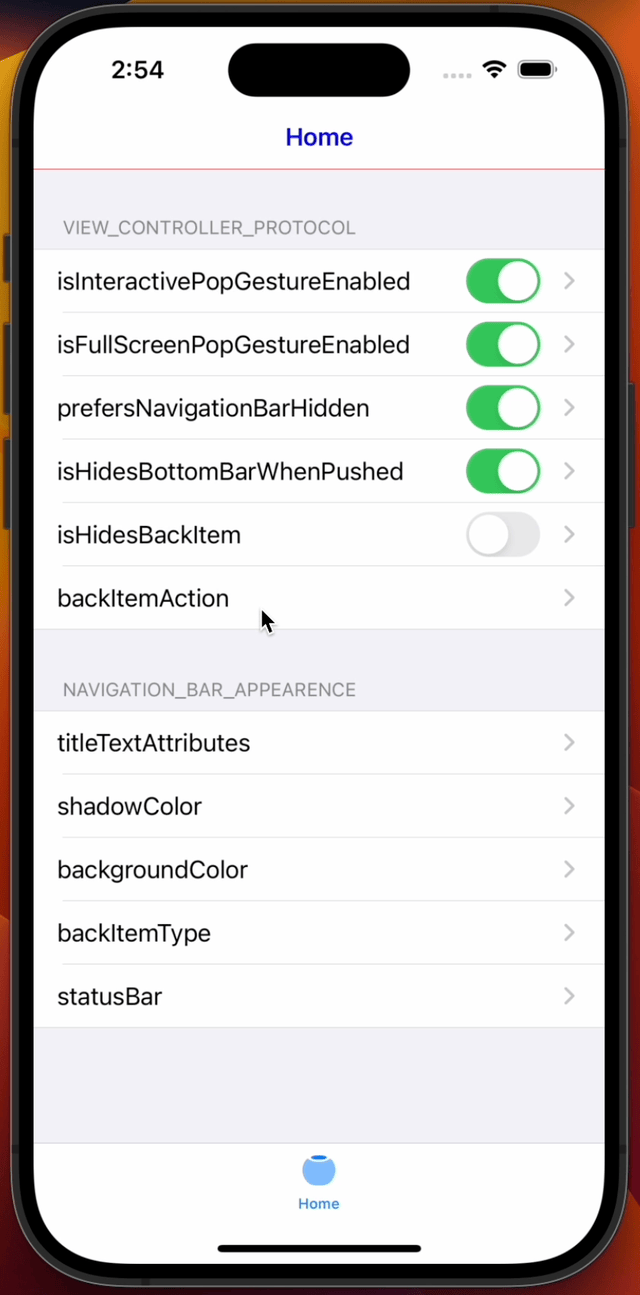 2:54
Home
VIEW_CONTROLLER_PROTOCOL
isInteractivePopGestureEnabled
isFullScreenPopGestureEnabled
prefersNavigationBarHidden
isHidesBottomBarWhenPushed
isHidesBackItem
backItemAction
NAVIGATION_BAR_APPEARENCE
titleTextAttributes
shadowColor
backgroundColor
backItemType
statusBar
Home